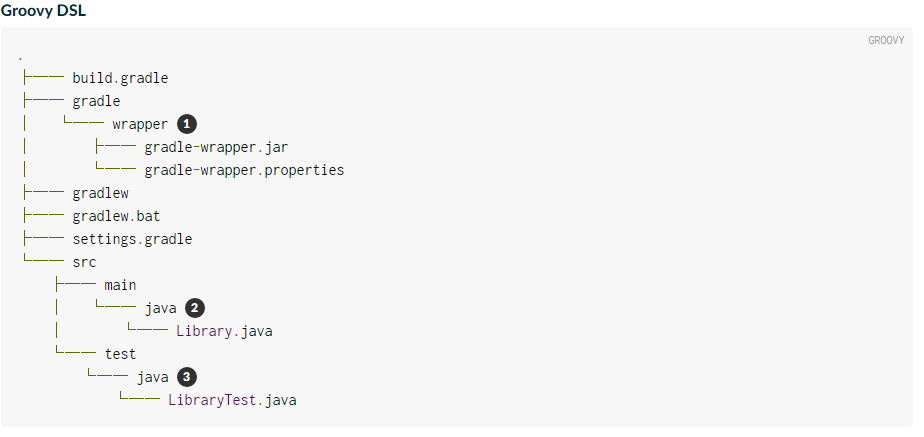 Groovy DSL
GROOVY
.
├─── build.gradle
├─── gradle
│    └─── wrapper 1
│        ├─── gradle-wrapper.jar
│        └─── gradle-wrapper.properties
├─── gradlew
├─── gradlew.bat
├─── settings.gradle
└─── src
    ├─── main
    │    └─── java 2
    │        └─── Library.java
    └─── test
        └─── java 3
            └─── LibraryTest.java